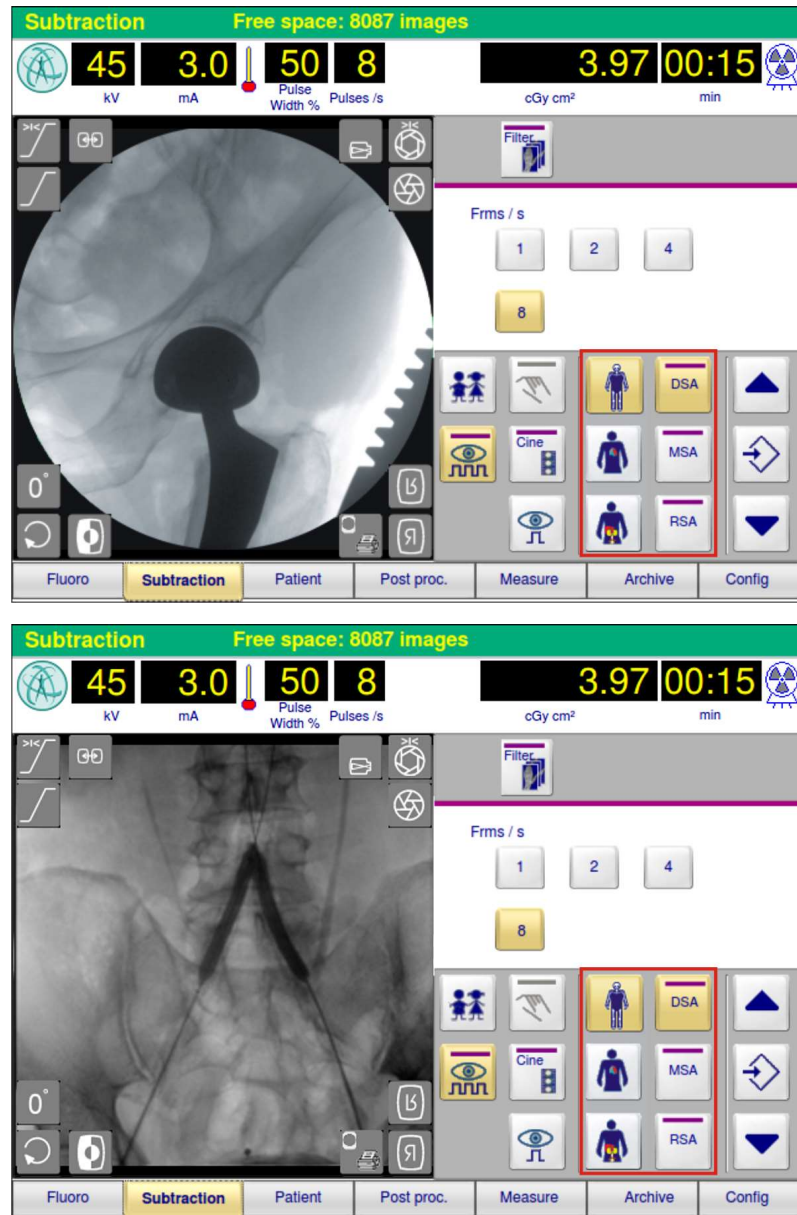 Subtraction Free space: 8087 images
45 3.0 50 8 3.97 00:15
kV mA Pulse Width % Pulses /s cGy cm² min
Filter
Frms / s
1 2 4
8
DSA
Cine MSA
RSA
0°
R
R
Fluoro Subtraction Patient Post proc. Measure Archive Config
Subtraction Free space: 8087 images
45 3.0 50 8 3.97 00:15
kV mA Pulse Width % Pulses /s cGy cm² min
Filter
Frms / s
1 2 4
8
DSA
Cine MSA
RSA
0°
R
R
Fluoro Subtraction Patient Post proc. Measure Archive Config